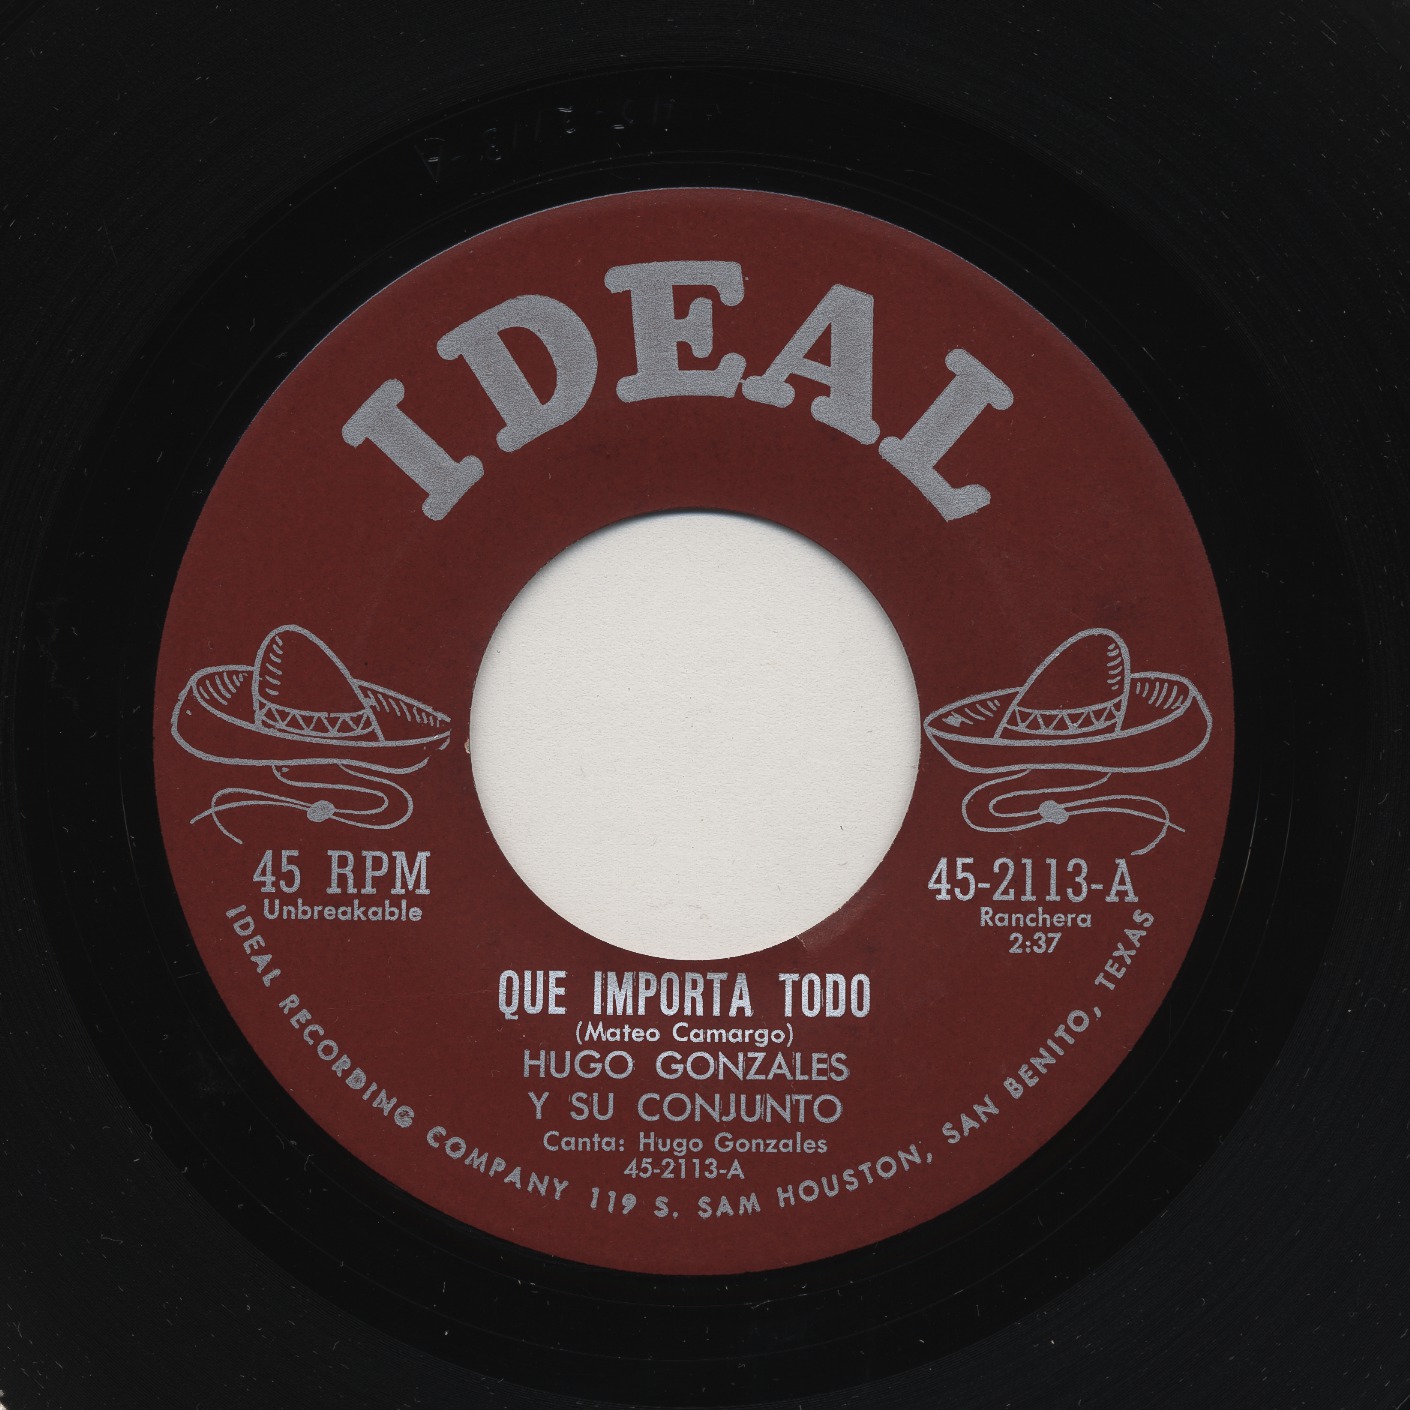 IDEAL
45 RPM
Unbreakable
45-2113-A
Ranchera
2:37
QUE IMPORTA TODO
(Mateo Camargo)
HUGO GONZALES
Y SU CONJUNTO
Canta: Hugo Gonzales
45-2113-A
IDEAL RECORDING COMPANY 119 S. SAM HOUSTON, SAN BENITO, TEXAS